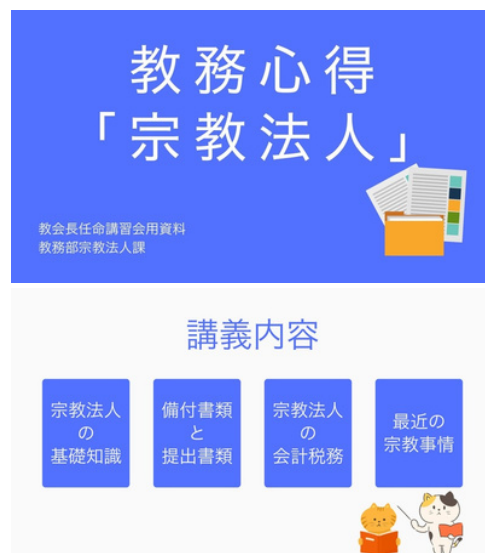 教務心得
「宗教法人」
教会長任命講習会用資料
教務部宗教法人課
講義内容
宗教法人
の
基礎知識
備付書類
と
提出書類
宗教法人
の
会計税務
最近の
宗教事情